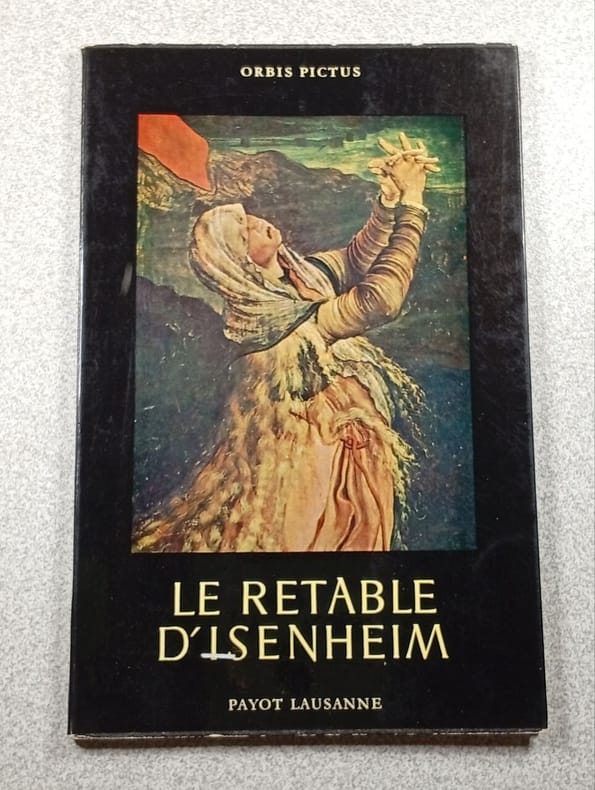 ORBIS PICTUS
LE RETABLE
D'ISENHEIM
PAYOT LAUSANNE